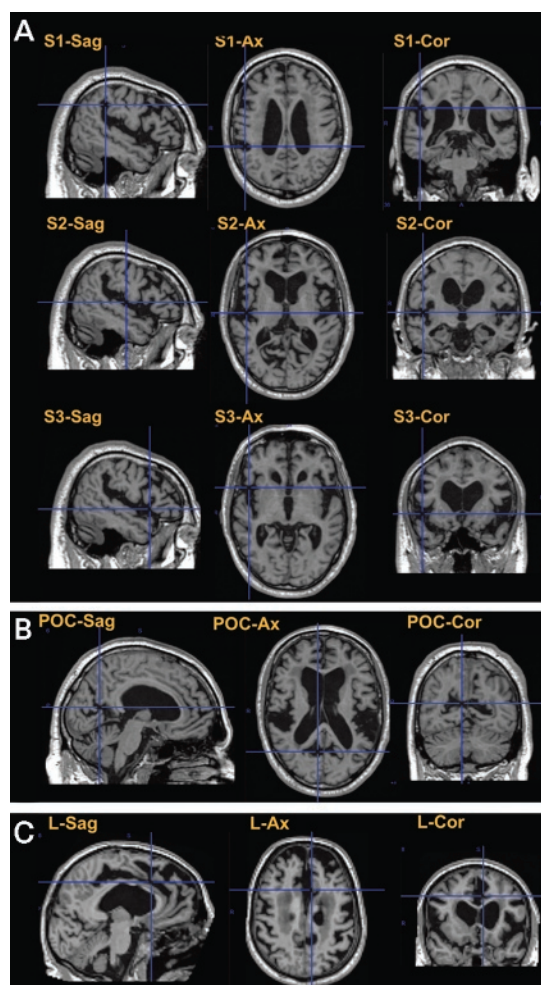 A
S1-Sag S1-Ax S1-Cor
S2-Sag S2-Ax S2-Cor
S3-Sag S3-Ax S3-Cor
B
POC-Sag POC-Ax POC-Cor
C
L-Sag L-Ax L-Cor